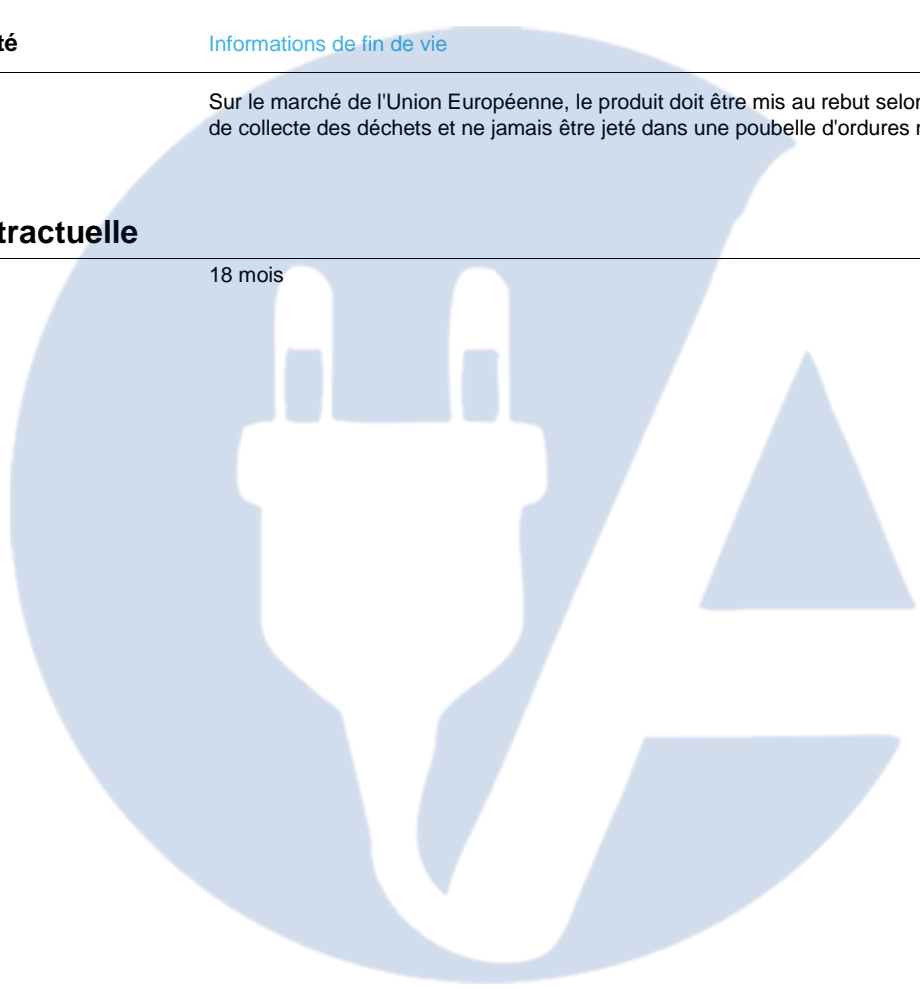 té Informations de fin de vie
Sur le marché de l'Union Européenne, le produit doit être mis au rebut selon
de collecte des déchets et ne jamais être jeté dans une poubelle d'ordures
tractuelle
18 mois